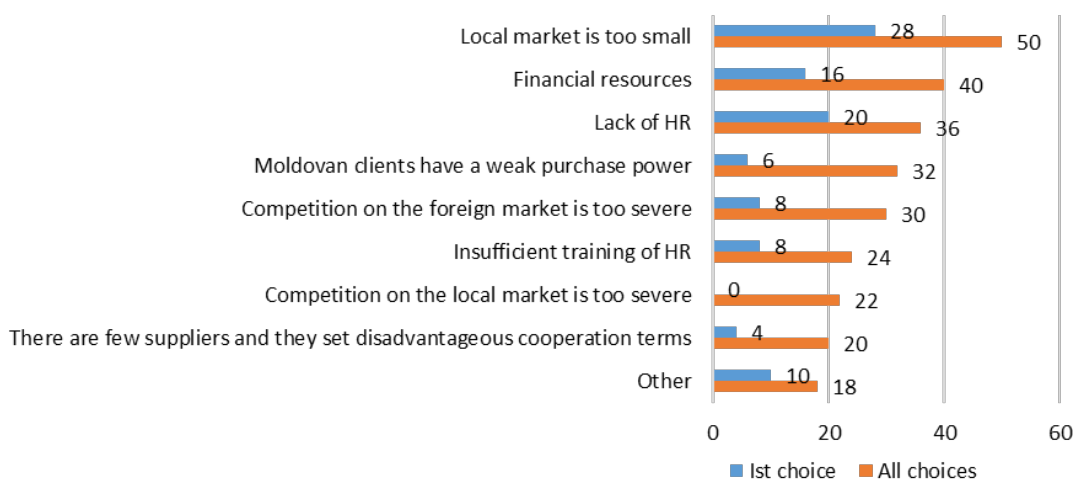 Local market is too small 28 50
Financial resources 16 40
Lack of HR 20 36
Moldovan clients have a weak purchase power 6 32
Competition on the foreign market is too severe 8 30
Insufficient training of HR 8 24
Competition on the local market is too severe 0 22
There are few suppliers and they set disadvantageous cooperation terms 4 20
Other 10 18
0 20 40 60
Ist choice All choices